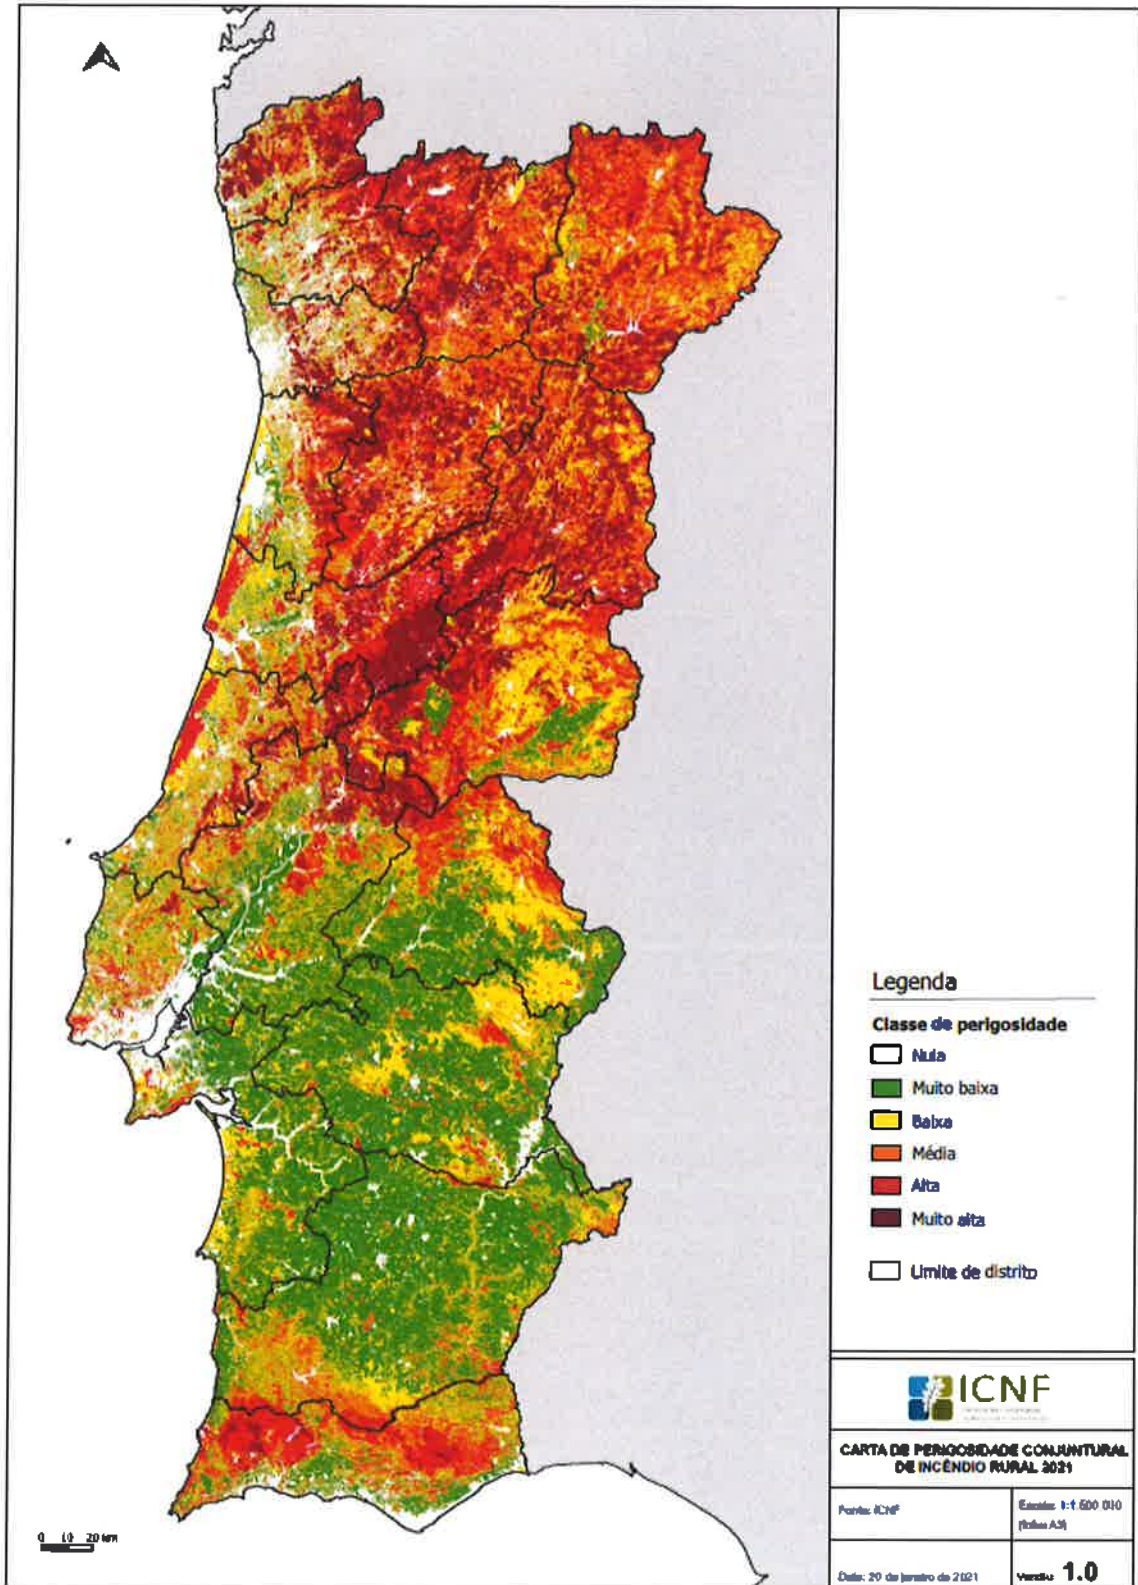 Legenda
Classe de perigosidade
Nula
Muito baixa
Baixa
Média
Alta
Muito alta
Limite de distrito
ICNF
CARTA DE PERIGOSIDADE CONJUNTURAL
DE INCÊNDIO RURAL 2021
Fonte: ICNF
Escala: 1:1 500 000
(folha A3)
Data: 20 de janeiro de 2021
Versão: 1.0
0 10 20 km